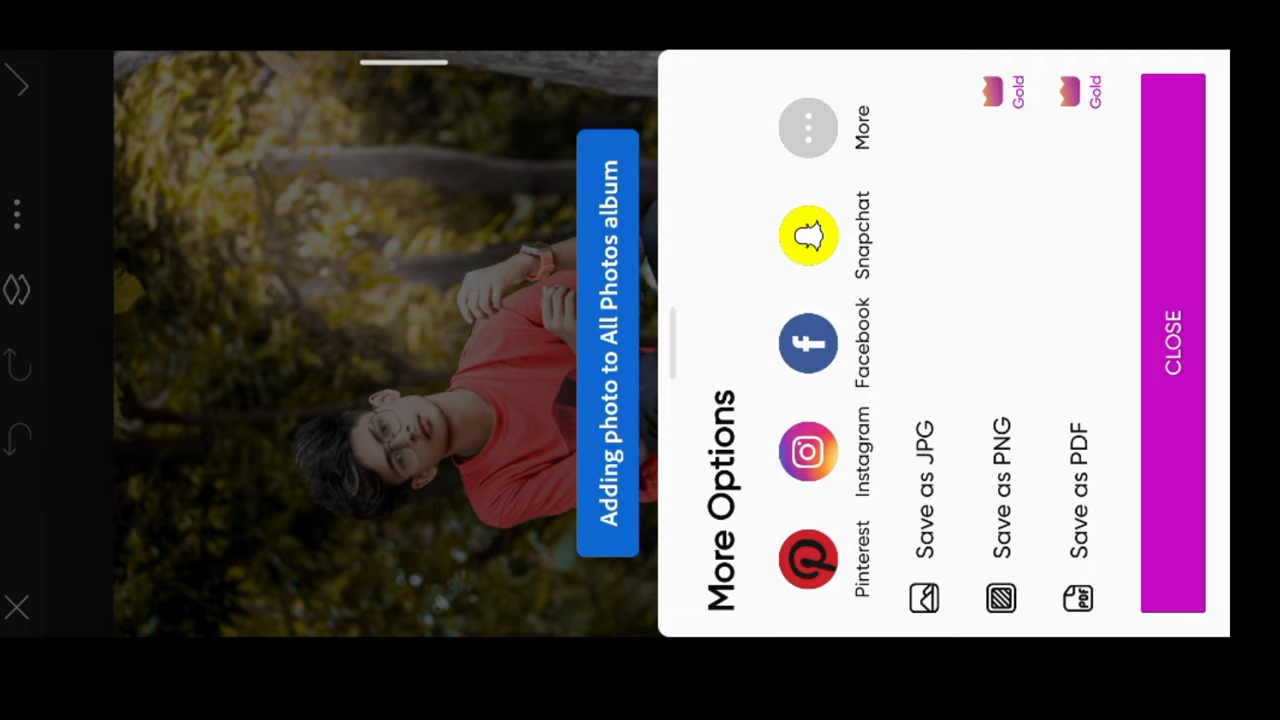 Adding photo to All Photos album
More Options
Pinterest Instagram Facebook Snapchat More
Save as JPG
Save as PNG Gold
Save as PDF Gold
PDF
CLOSE